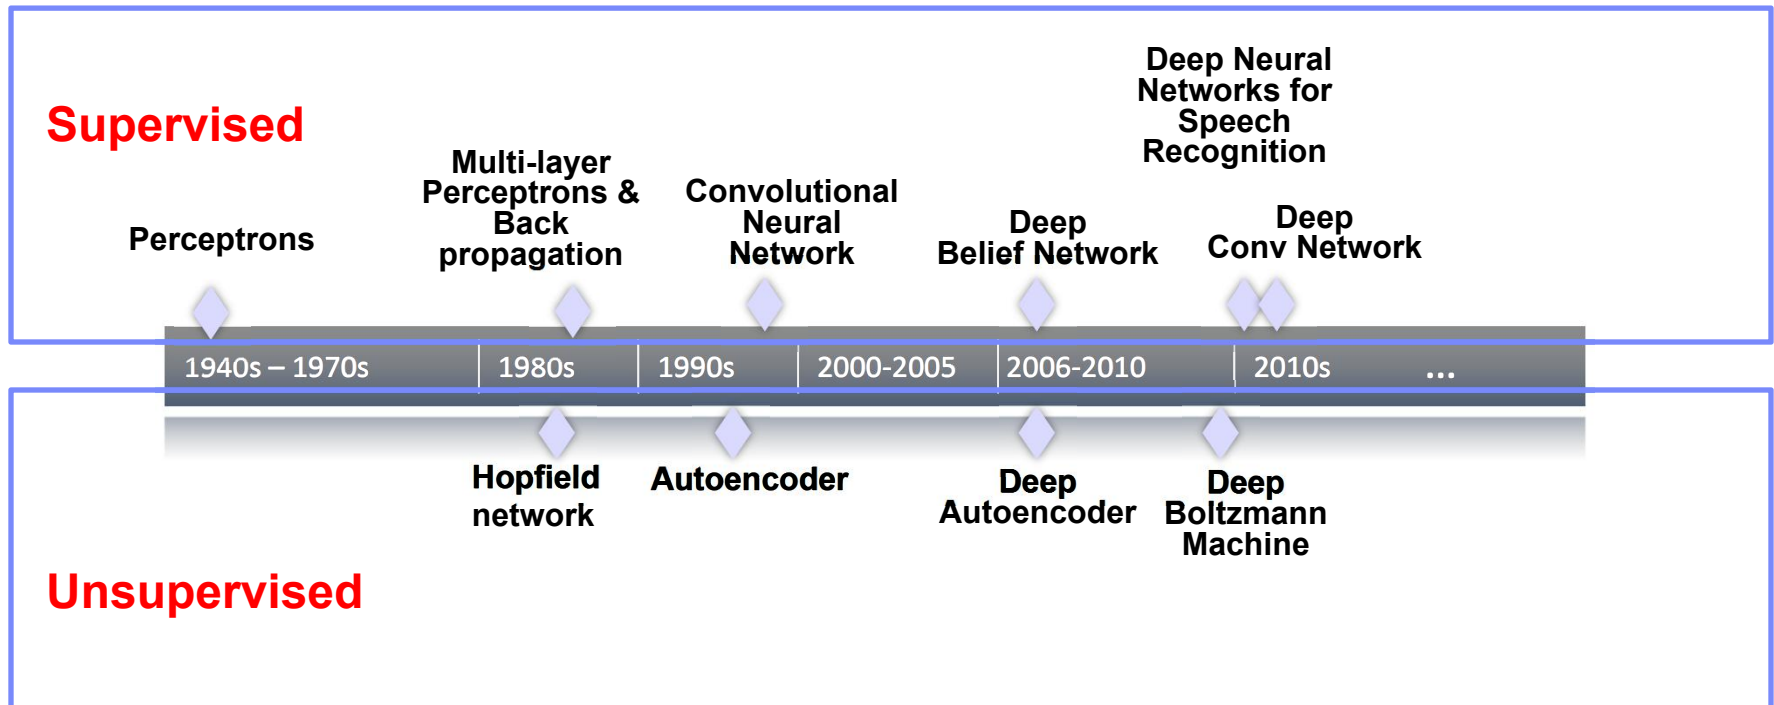 Supervised
Perceptrons
Multi-layer
Perceptrons &
Back
propagation
Convolutional
Neural
Network
Deep
Belief Network
Deep Neural
Networks for
Speech
Recognition
Deep
Conv Network
1940s – 1970s
1980s
1990s
2000-2005
2006-2010
2010s
...
Hopfield
network
Autoencoder
Deep
Autoencoder
Deep
Boltzmann
Machine
Unsupervised